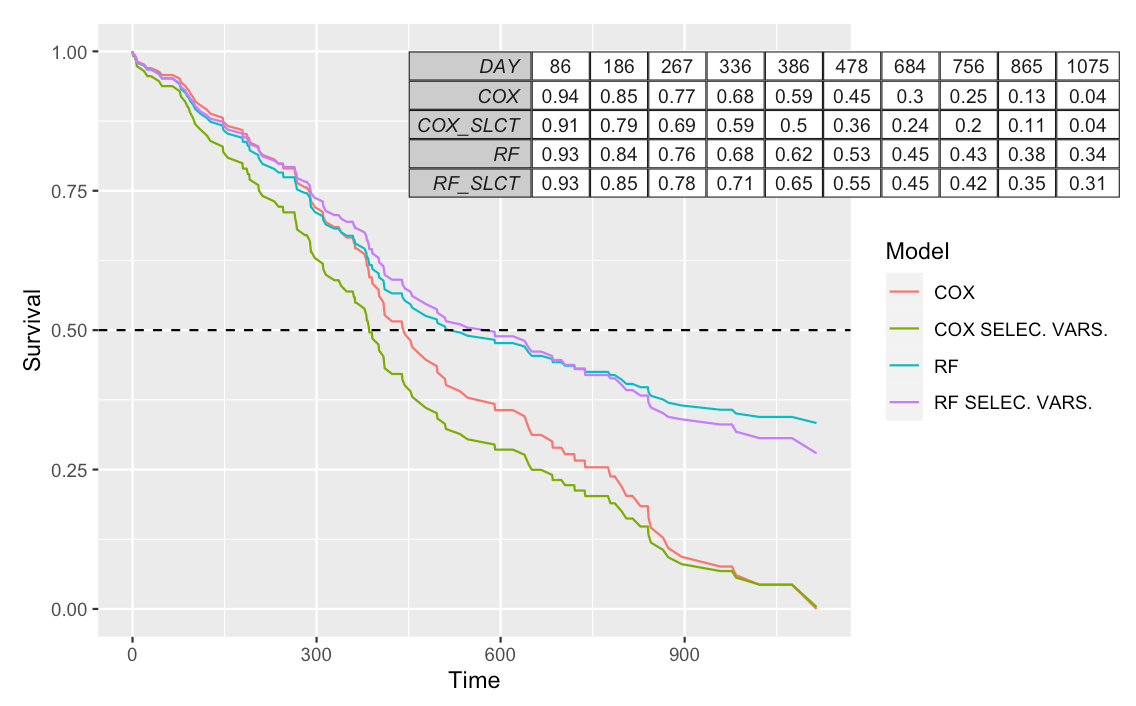 1.00
0.75
0.50
0.25
0.00
Survival
0 300 600 900
Time
DAY 86 186 267 336 386 478 684 756 865 1075
COX 0.94 0.85 0.77 0.68 0.59 0.45 0.3 0.25 0.13 0.04
COX_SLCT 0.91 0.79 0.69 0.59 0.5 0.36 0.24 0.2 0.11 0.04
RF 0.93 0.84 0.76 0.68 0.62 0.53 0.45 0.43 0.38 0.34
RF_SLCT 0.93 0.85 0.78 0.71 0.65 0.55 0.45 0.42 0.35 0.31
Model
COX
COX SELEC. VARS.
RF
RF SELEC. VARS.